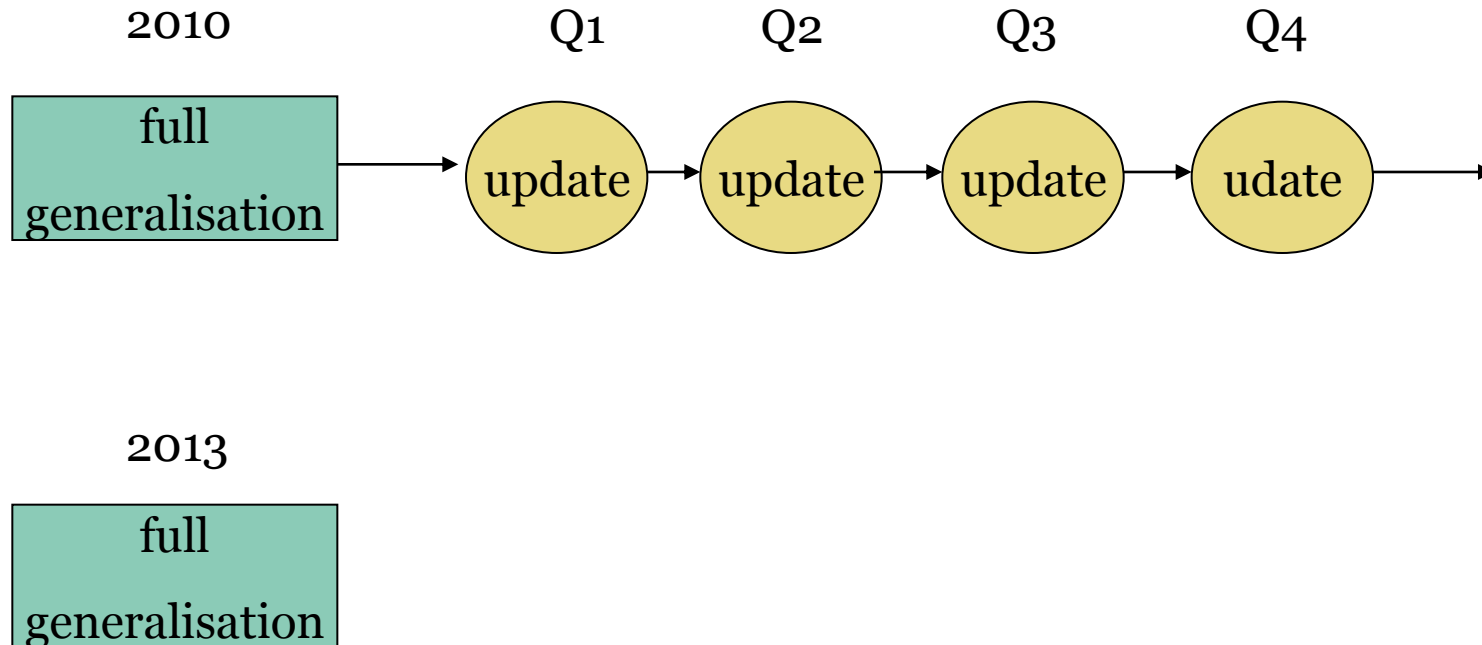 2010 Q1 Q2 Q3 Q4
full
generalisation
update update update udate
2013
full
generalisation